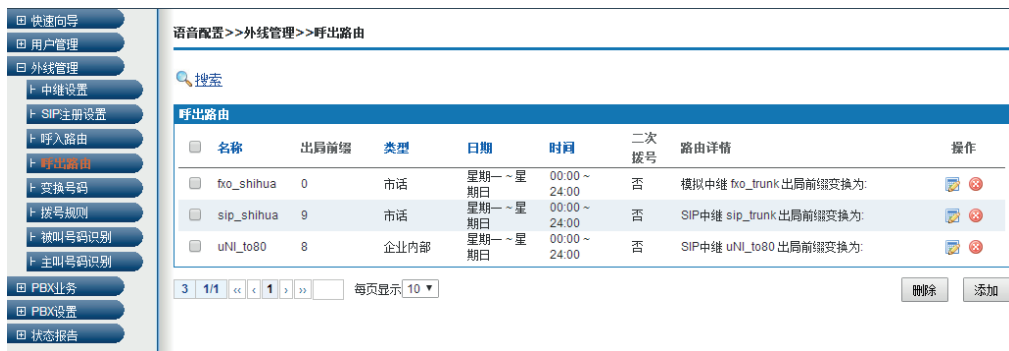 快速向导
用户管理
外线管理
中继设置
SIP注册设置
呼入路由
呼出路由
变换号码
拨号规则
被叫号码识别
主叫号码识别
PBX业务
PBX设置
状态报告
语音配置>>外线管理>>呼出路由
搜索
呼出路由
名称 出局前缀 类型 日期 时间 二次拨号 路由详情 操作
fxo_shihua 0 市话 星期一 ~ 星期日 00:00 ~ 24:00 否 模拟中继 fxo_trunk 出局前缀变换为:
sip_shihua 9 市话 星期一 ~ 星期日 00:00 ~ 24:00 否 SIP中继 sip_trunk 出局前缀变换为:
uNI_to80 8 企业内部 星期一 ~ 星期日 00:00 ~ 24:00 否 SIP中继 uNI_to80 出局前缀变换为:
3 1/1 ‹‹ ‹ 1 › ›› 每页显示 10 删除 添加